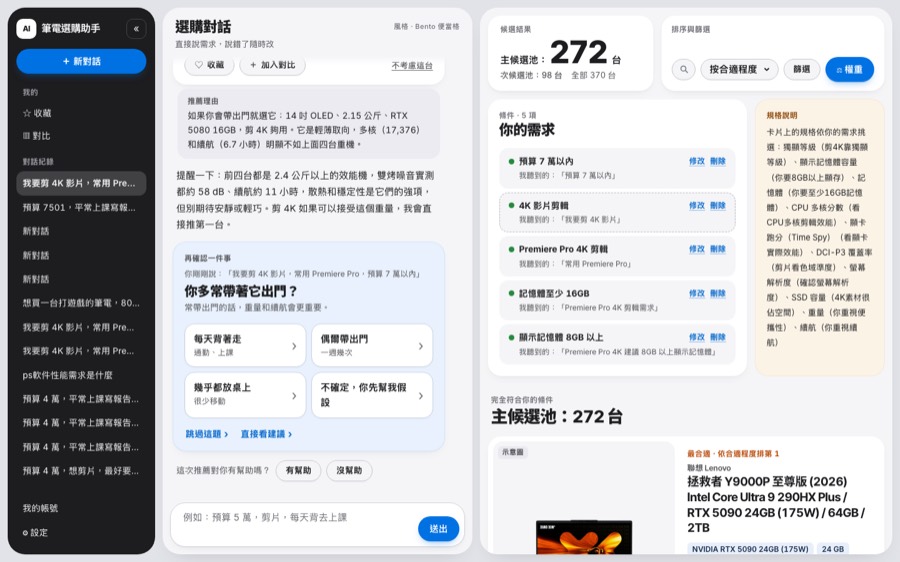 AI 筆電選購助手 «
+ 新對話
我的
☆ 收藏
對比
對話紀錄
我要剪 4K 影片，常用 Pre...
預算 7501，平常上課寫報...
新對話
新對話
新對話
想買一台打遊戲的筆電，80...
我要剪 4K 影片，常用 Pre...
我要剪 4K 影片，常用 Pre...
ps軟件性能需求是什麼
預算 4 萬，平常上課寫報告...
預算 4 萬，平常上課寫報告...
預算 4 萬，平常上課寫報告...
預算 4 萬，想剪片，最好要...
我的帳號
設定
選購對話
風格 · Bento 便當格
直接說需求，說錯了隨時改
♡ 收藏
+ 加入對比
不考慮這台
推薦理由
如果你會帶出門就選它：14 吋 OLED、2.15 公斤、RTX
5080 16GB，剪 4K 夠用。它是輕薄取向，多核（17,376）
和續航（6.7 小時）明顯不如上面四台重機。
提醒一下：前四台都是 2.4 公斤以上的效能機，雙烤噪音實測
都約 58 dB、續航約 11 小時，散熱和穩定性是它們的強項，
但別期待安靜或輕巧。剪 4K 如果可以接受這個重量，我會直
接推第一台。
再確認一件事
你剛剛說：「我要剪 4K 影片，常用 Premiere Pro，預算 7 萬以內」
你多常帶著它出門？
常帶出門的話，重量和續航會更重要。
每天背著走
通勤、上課
偶爾帶出門
一週幾次
幾乎都放桌上
很少移動
不確定，你先幫我假
設
跳過這題 ›
直接看建議 ›
這次推薦對你有幫助嗎？
有幫助
沒幫助
例如：預算 5 萬，剪片，每天背去上課
送出
候選結果
主候選池：272 台
次候選池：98 台 全部 370 台
排序與篩選
按合適程度
篩選
權重
條件 · 5 項
你的需求
預算 7 萬以內
修改 刪除
我聽到的：「預算 7 萬以內」
4K 影片剪輯
修改 刪除
我聽到的：「我要剪 4K 影片」
Premiere Pro 4K 剪輯
修改 刪除
我聽到的：「常用 Premiere Pro」
記憶體至少 16GB
修改 刪除
我聽到的：「Premiere Pro 4K 剪輯需求」
顯示記憶體 8GB 以上
修改 刪除
我聽到的：「Premiere Pro 4K 建議 8GB 以上顯示記憶體」
規格說明
卡片上的規格依你的需求挑
選：獨顯等級（剪4K靠獨顯
等級）、顯示記憶體容量
（你要8GB以上顯存）、記
憶體（你要至少16GB記憶
體）、CPU 多核分數（看
CPU多核剪輯效能）、顯卡
跑分（Time Spy）（看顯卡
實際效能）、DCI-P3 覆蓋率
（剪片看色域準度）、螢幕
解析度（確認螢幕解析
度）、SSD 容量（4K素材很
佔空間）、重量（你重視便
攜性）、續航（你重視續
航）
完全符合你的條件
主候選池：272 台
示意圖
最合適 · 依合適程度排第 1
聯想 Lenovo
拯救者 Y9000P 至尊版 (2026)
Intel Core Ultra 9 290HX Plus /
RTX 5090 24GB (175W) / 64GB /
2TB
NVIDIA RTX 5090 24GB (175W)
24 GB